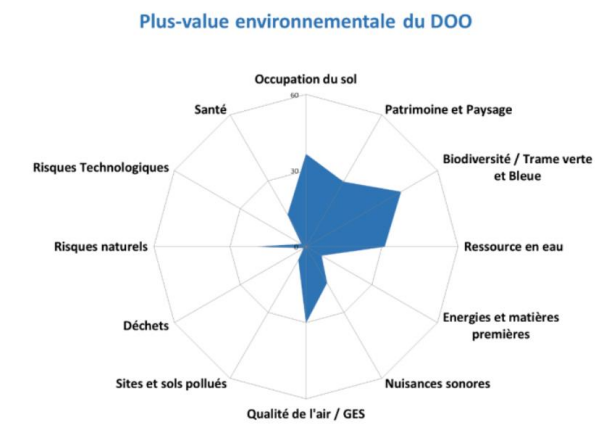 Plus-value environnementale du DOO
Occupation du sol
60
Santé
Patrimoine et Paysage
Risques Technologiques
30
Biodiversité / Trame verte
et Bleue
Risques naturels
0
Ressource en eau
Déchets
Energies et matières
premières
Sites et sols pollués
Nuisances sonores
Qualité de l'air / GES